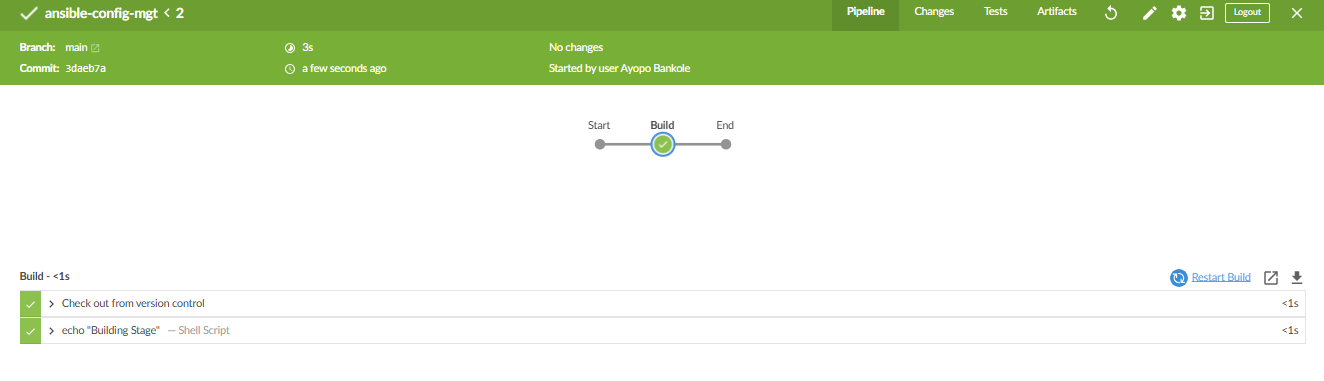 ansible-config-mgt < 2
Pipeline Changes Tests Artifacts Logout
Branch: main 3s No changes
Commit: 3daeb7a a few seconds ago Started by user Ayopo Bankole
Start Build End
Build - <1s Restart Build
Check out from version control <1s
echo "Building Stage" — Shell Script <1s